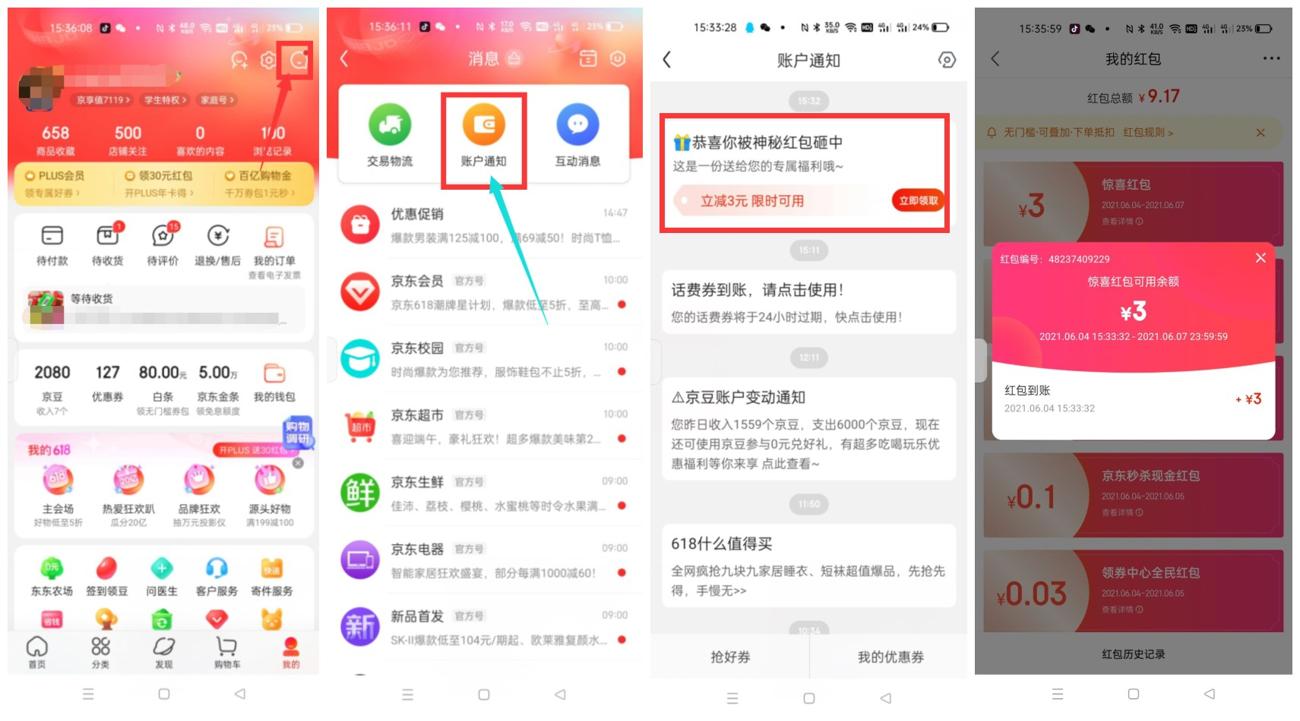 15:36:08
48.0 KB/S
25%
京享值7119 >
学生特权 >
家庭号 >
658
500
0
100
商品收藏
店铺关注
喜欢的内容
浏览记录
PLUS会员
领30元红包
百亿购物金
领专属好券 >
开PLUS年卡得 >
千万券包1元秒 >
1
15
待付款
待收货
待评价
退换/售后
我的订单
查看电子发票
等待收货
2080
127
80.00元
5.00万
京豆
优惠券
白条
京东金条
我的钱包
收入7个
领无门槛券包
领免息额度
购物
调研
我的618
开PLUS 送30红包
主会场
热爱狂欢趴
品牌狂欢
源头好物
好物低至5折
瓜分20亿
抽万元投影仪
满199减100
0元
快递
东东农场
签到领豆
问医生
客户服务
寄件服务
省钱
首页
分类
发现
购物车
我的
15:36:11
17.0 KB/S
25%
消息
交易物流
账户通知
互动消息
优惠促销
14:47
爆款男装满125减100，满69减50！时尚T恤...
京东会员
官方号
10:00
京东618潮牌星计划，爆款低至5折，至高...
京东校园
官方号
10:00
时尚爆款为您推荐，服饰鞋包不止5折，...
超市
京东超市
官方号
10:00
喜迎端午，豪礼狂欢！超多爆款美味第2...
鲜
京东生鲜
官方号
09:00
佳沛、荔枝、樱桃、水蜜桃等时令水果满...
京东电器
官方号
09:00
智能家居狂欢盛宴，部分每满1000减60！
新
新品首发
官方号
09:00
SK-II爆款低至104元/期起、欧莱雅复颜水...
15:33:28
35.0 KB/S
24%
账户通知
15:32
恭喜你被神秘红包砸中
这是一份送给您的专属福利哦~
立减3元 限时可用
立即领取
15:11
话费券到账，请点击使用！
您的话费券将于24小时过期，快点击使用！
12:11
⚠京豆账户变动通知
您昨日收入1559个京豆，支出6000个京豆，现在
还可使用京豆参与0元兑好礼，有超多吃喝玩乐优
惠福利等你来享 点此查看~
11:50
618什么值得买
全网疯抢九块九家居睡衣、短袜超值爆品，先抢先
得，手慢无>>
10:34
抢好券
我的优惠券
15:35:59
41.0 KB/S
23%
我的红包
红包总额 ¥ 9.17
无门槛·可叠加·下单抵扣 红包规则 >
¥3
惊喜红包
2021.06.04-2021.06.07
查看详情
红包编号：48237409229
惊喜红包可用余额
¥3
2021.06.04 15:33:32 - 2021.06.07 23:59:59
红包到账
2021.06.04 15:33:32
+ ¥3
¥0.1
京东秒杀现金红包
2021.06.04-2021.06.05
查看详情
¥0.03
领券中心全民红包
2021.06.04-2021.06.05
查看详情
红包历史记录